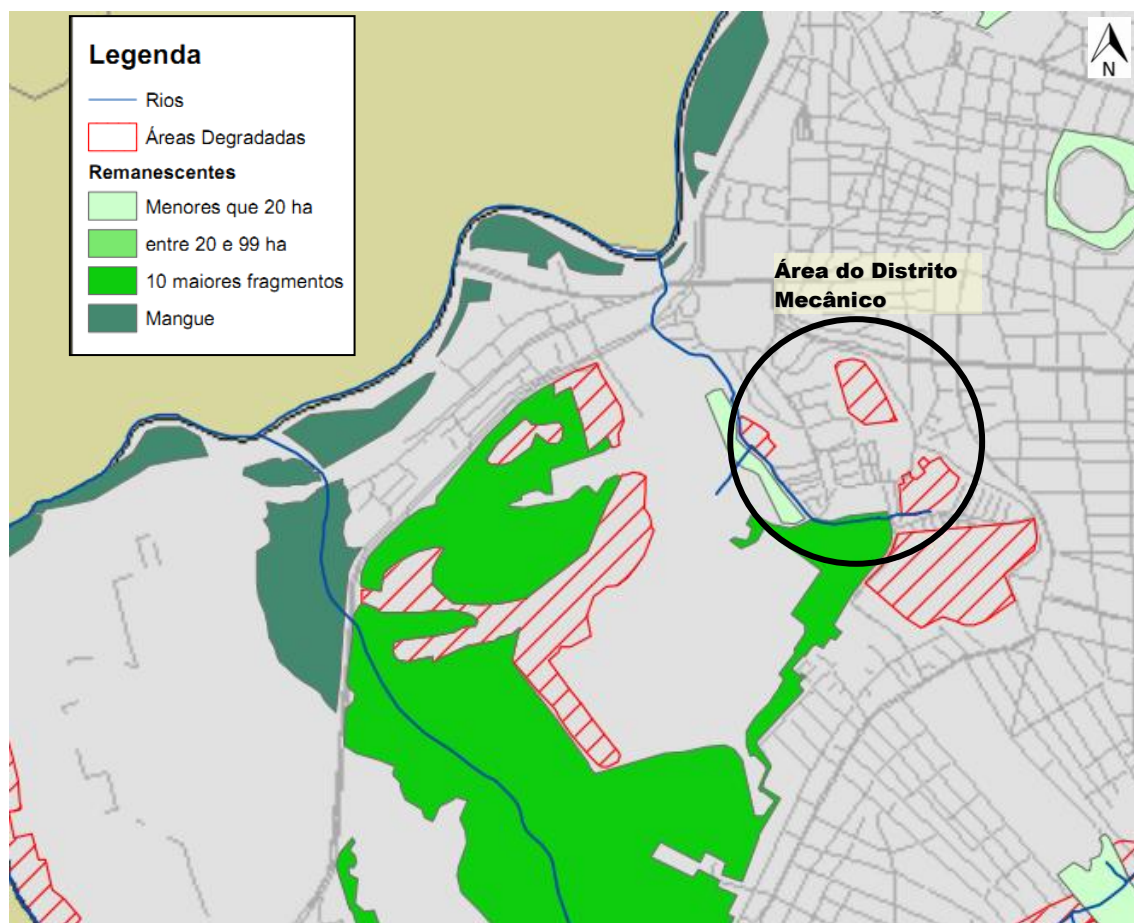 Legenda
Rios
Áreas Degradadas
Remanescentes
Menores que 20 ha
entre 20 e 99 ha
10 maiores fragmentos
Mangue
N
Área do Distrito
Mecânico